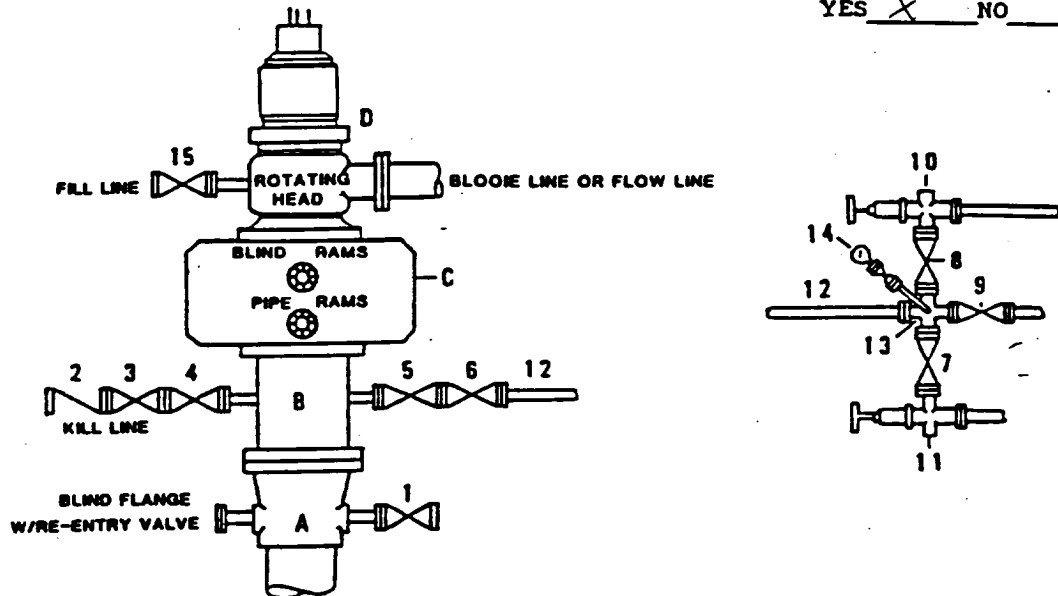 YES X NO
D
15
FILL LINE
ROTATING HEAD
BLOOIE LINE OR FLOW LINE
BLIND RAMS
C
PIPE RAMS
2 3 4
B
5 6 12
KILL LINE
BLIND FLANGE
W/RE-ENTRY VALVE
A
1
10
14
8
12
9
13
7
11